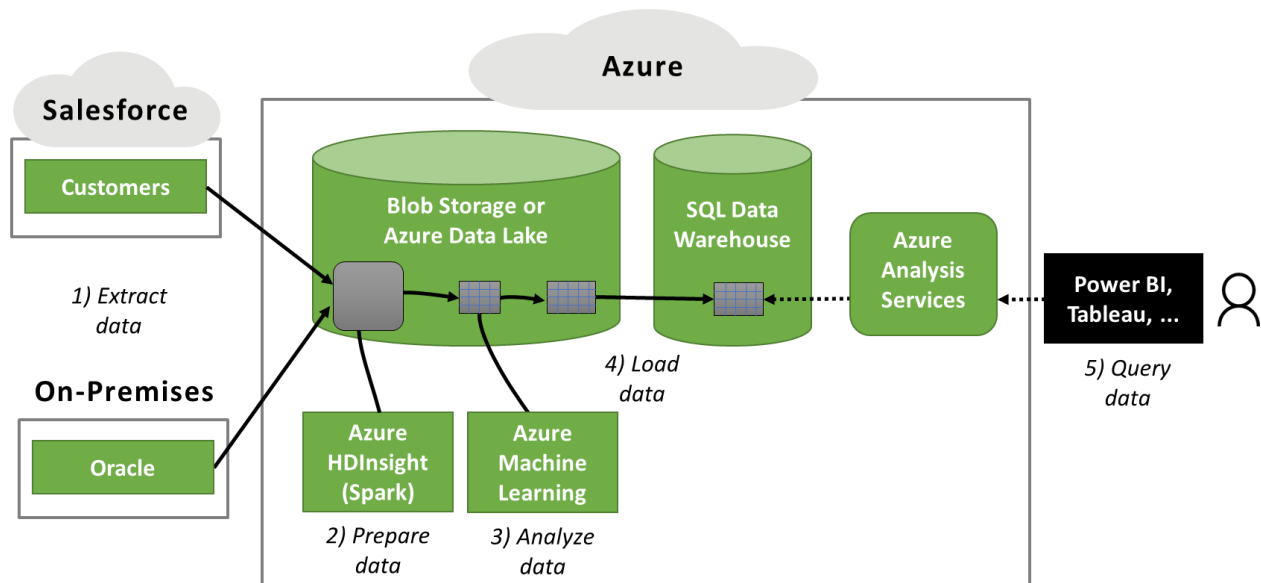 Azure
Salesforce
Customers
Blob Storage or
Azure Data Lake
SQL Data
Warehouse
Azure
Analysis
Services
Power BI,
Tableau, ...
1) Extract
data
4) Load
data
5) Query
data
On-Premises
Oracle
Azure
HDInsight
(Spark)
Azure
Machine
Learning
2) Prepare
data
3) Analyze
data